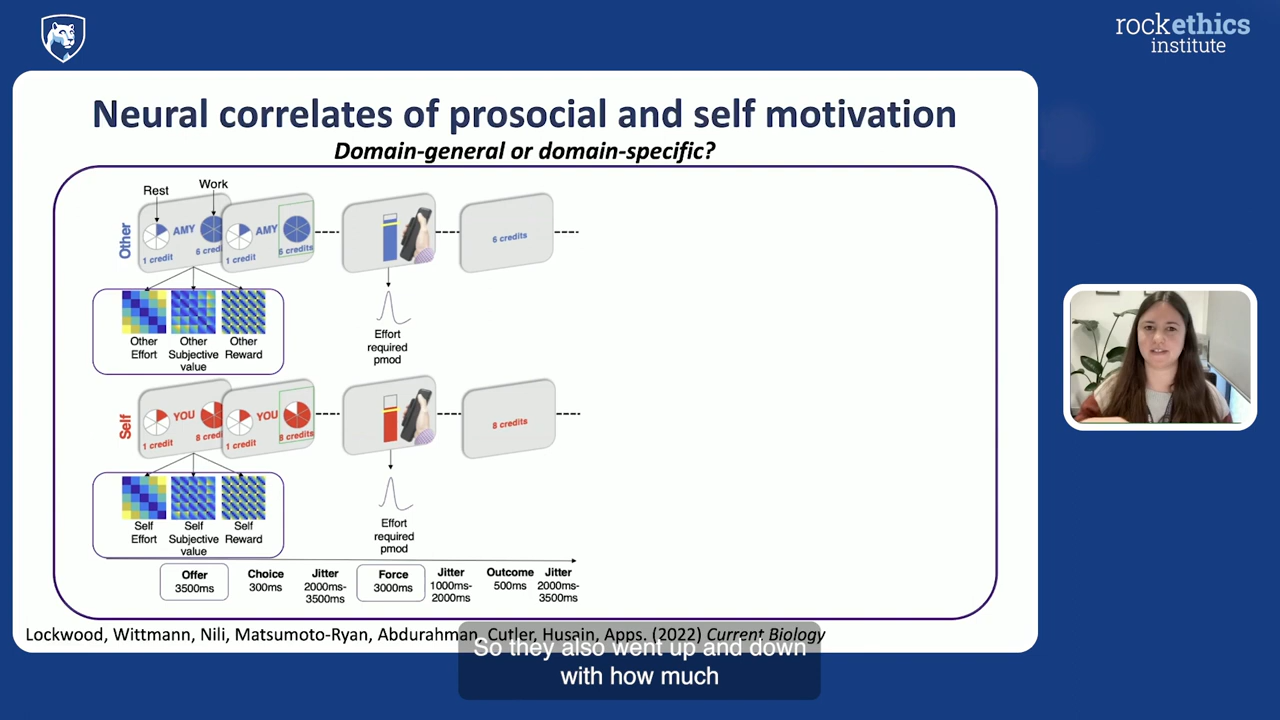 rockethics
institute
Neural correlates of prosocial and self motivation
Domain-general or domain-specific?
Rest
Work
Other
AMY
1 credit
AMY
1 credit
6 credits
6 credits
Other
Effort
Other
Subjective
value
Other
Reward
Effort
required
pmod
Self
YOU
1 credit
YOU
1 credit
8 credits
8 credits
Self
Effort
Self
Subjective
value
Self
Reward
Effort
required
pmod
Offer
3500ms
Choice
300ms
Jitter
2000ms-
3500ms
Force
3000ms
Jitter
1000ms-
2000ms
Outcome
500ms
Jitter
2000ms-
3500ms
Lockwood, Wittmann, Nili, Matsumoto-Ryan, Abdurahman, Cutler, Husain, Apps. (2022) Current Biology
So they also went up and down
with how much